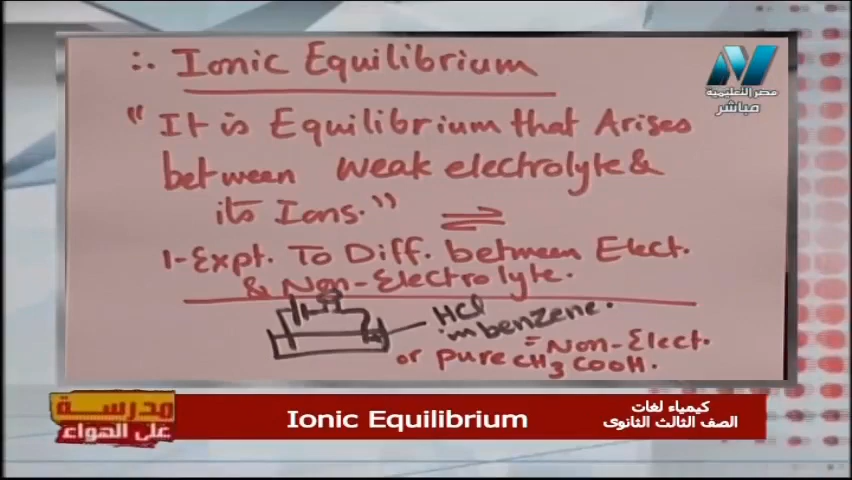 ∴ Ionic Equilibrium
"It is Equilibrium that Arises
between weak electrolyte &
its Ions." ⇌
1-Expt. To Diff. between Elect.
& Non-Electrolyte.
HCl
in benzene.
= Non-Elect.
or pure CH3COOH.
مصر التعليمية
مباشر
مدرسة
على الهواء
Ionic Equilibrium
كيمياء لغات
الصف الثالث الثانوى